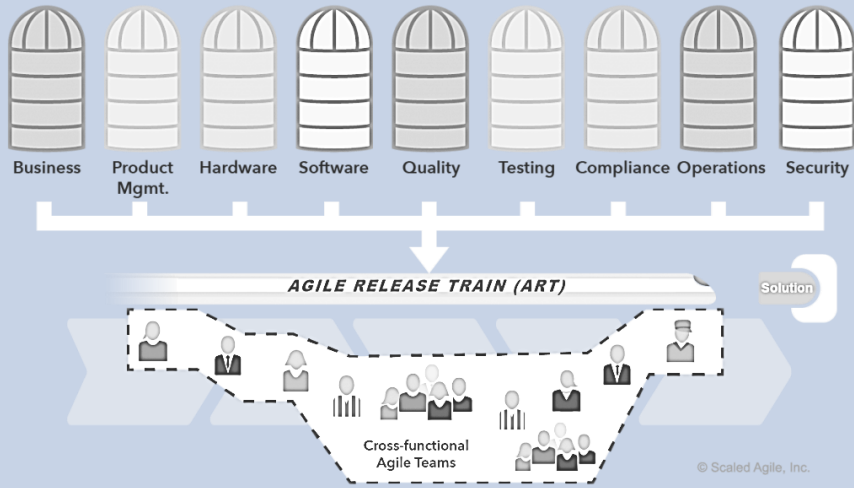 Business
Product
Mgmt.
Hardware
Software
Quality
Testing
Compliance
Operations
Security
AGILE RELEASE TRAIN (ART)
Solution
Cross-functional
Agile Teams
© Scaled Agile, Inc.